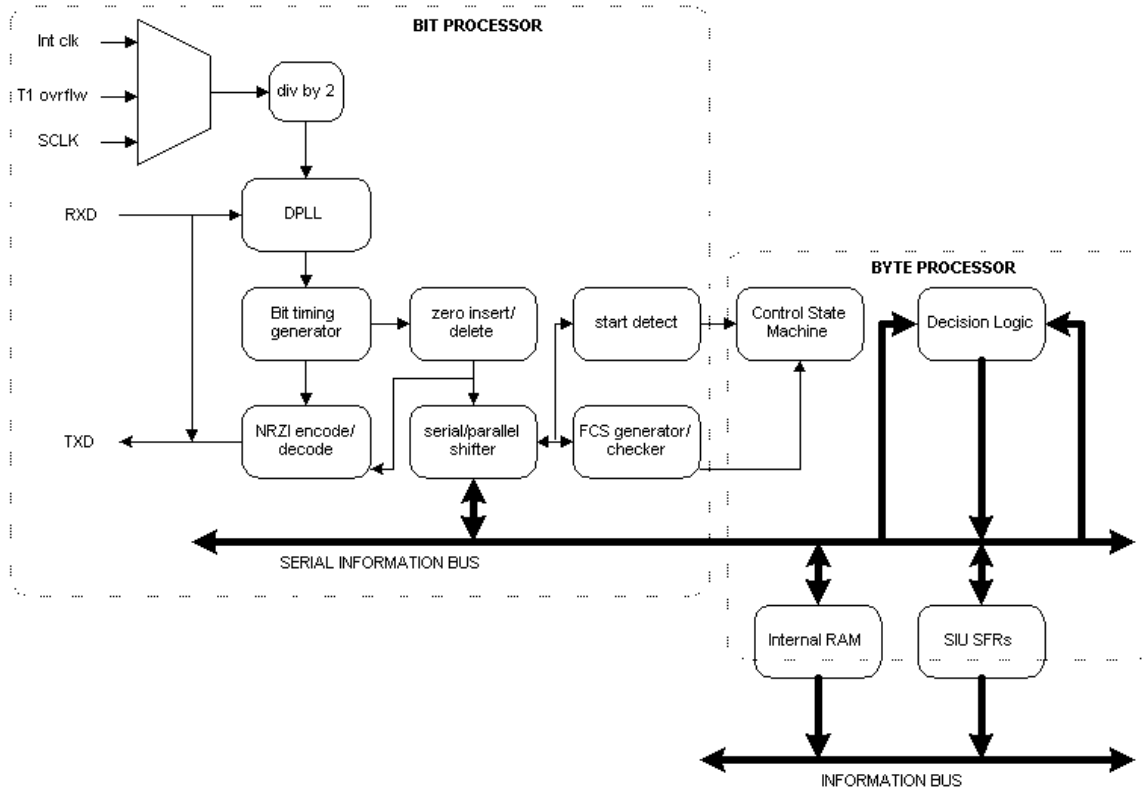 BIT PROCESSOR
Int clk
T1 ovrflw
SCLK
div by 2
RXD
DPLL
BYTE PROCESSOR
Bit timing
generator
zero insert/
delete
start detect
Control State
Machine
Decision Logic
TXD
NRZI encode/
decode
serial/parallel
shifter
FCS generator/
checker
SERIAL INFORMATION BUS
Internal RAM
SIU SFRs
INFORMATION BUS